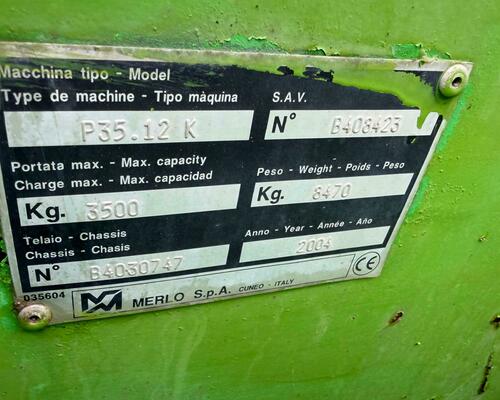 Macchina tipo - Model
Type de machine - Tipo màquina
P35.12 K
S.A.V.
N° B408423
Portata max. - Max. capacity
Charge max. - Max. capacidad
Kg. 3500
Peso - Weight - Poids - Peso
Kg. 8470
Telaio - Chassis
Chassis - Chasis
N° B4030747
Anno - Year - Année - Año
2004
035604
MERLO S.p.A. CUNEO - ITALY
CE